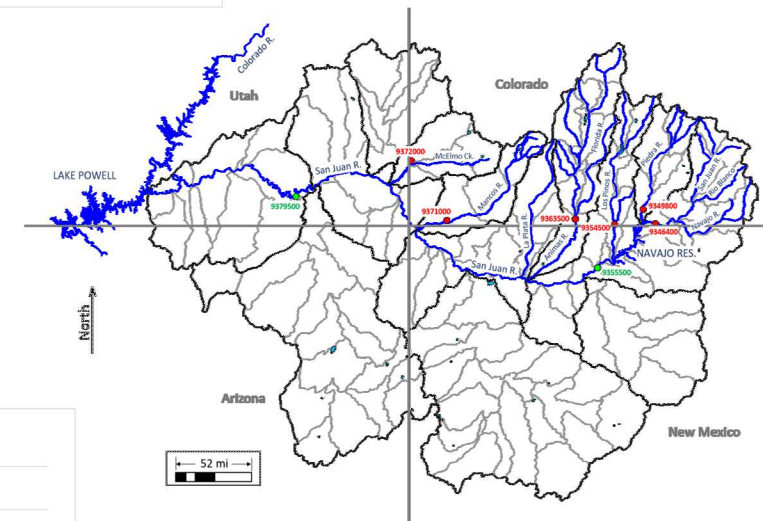 Colorado R.
Utah
Colorado
9372000
McElmo Ck.
Florida R.
Piedra R.
San Juan R.
LAKE POWELL
San Juan R.
Mancos R.
Los Pinos R.
Rio Blanco
9379500
9371000
La Plata R.
9363500
9354500
9349800
9346400
Navajo R.
Animas R.
San Juan R.
NAVAJO RES.
9355500
North
Arizona
New Mexico
52 mi